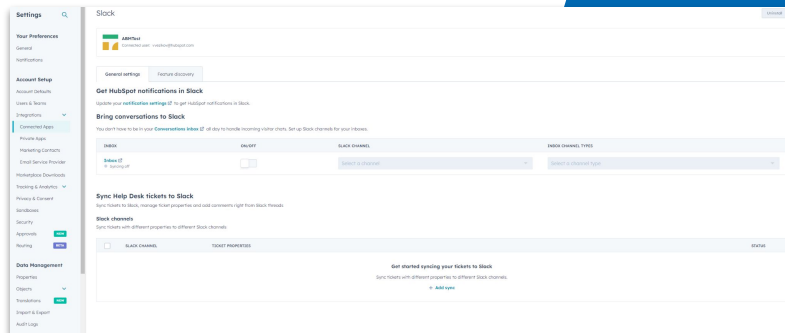 Settings
Your Preferences
General
Notifications
Account Setup
Account Defaults
Users & Teams
Integrations
Connected Apps
Private Apps
Marketing Contacts
Email Service Provider
Marketplace Downloads
Tracking & Analytics
Privacy & Consent
Sandboxes
Security
Approvals NEW
Routing BETA
Data Management
Properties
Objects
Translations NEW
Import & Export
Audit Logs
Slack
Uninstall
ABMTest
General settings
Feature discovery
Get HubSpot notifications in Slack
Update your notification settings to get HubSpot notifications in Slack.
Bring conversations to Slack
You don't have to be in your Conversations inbox all day to handle incoming visitor chats. Set up Slack channels for your inboxes.
INBOX ON/OFF SLACK CHANNEL INBOX CHANNEL TYPES
Inbox Select a channel Select a channel type
Syncing off
Sync Help Desk tickets to Slack
Sync tickets to Slack, manage ticket properties and add comments right from Slack threads
Slack channels
Sync tickets with different properties to different Slack channels
SLACK CHANNEL TICKET PROPERTIES STATUS
Get started syncing your tickets to Slack
Sync tickets with different properties to different Slack channels.
+ Add sync